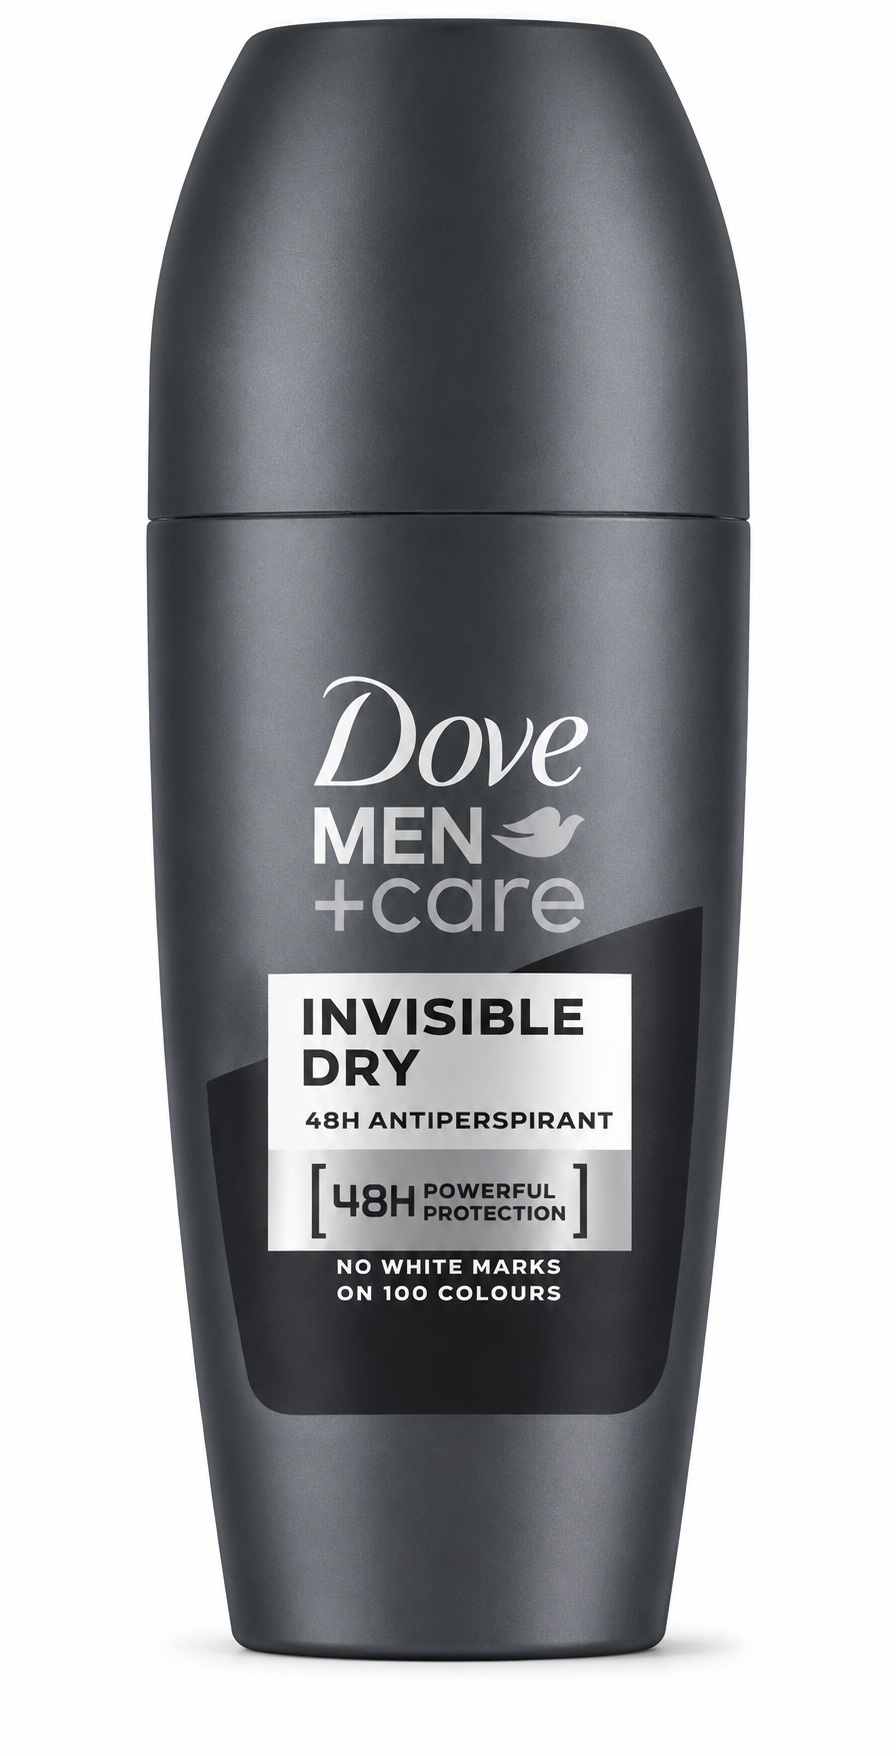 Dove
MEN
+care
INVISIBLE
DRY
48H ANTIPERSPIRANT
[48H POWERFUL
PROTECTION]
NO WHITE MARKS
ON 100 COLOURS